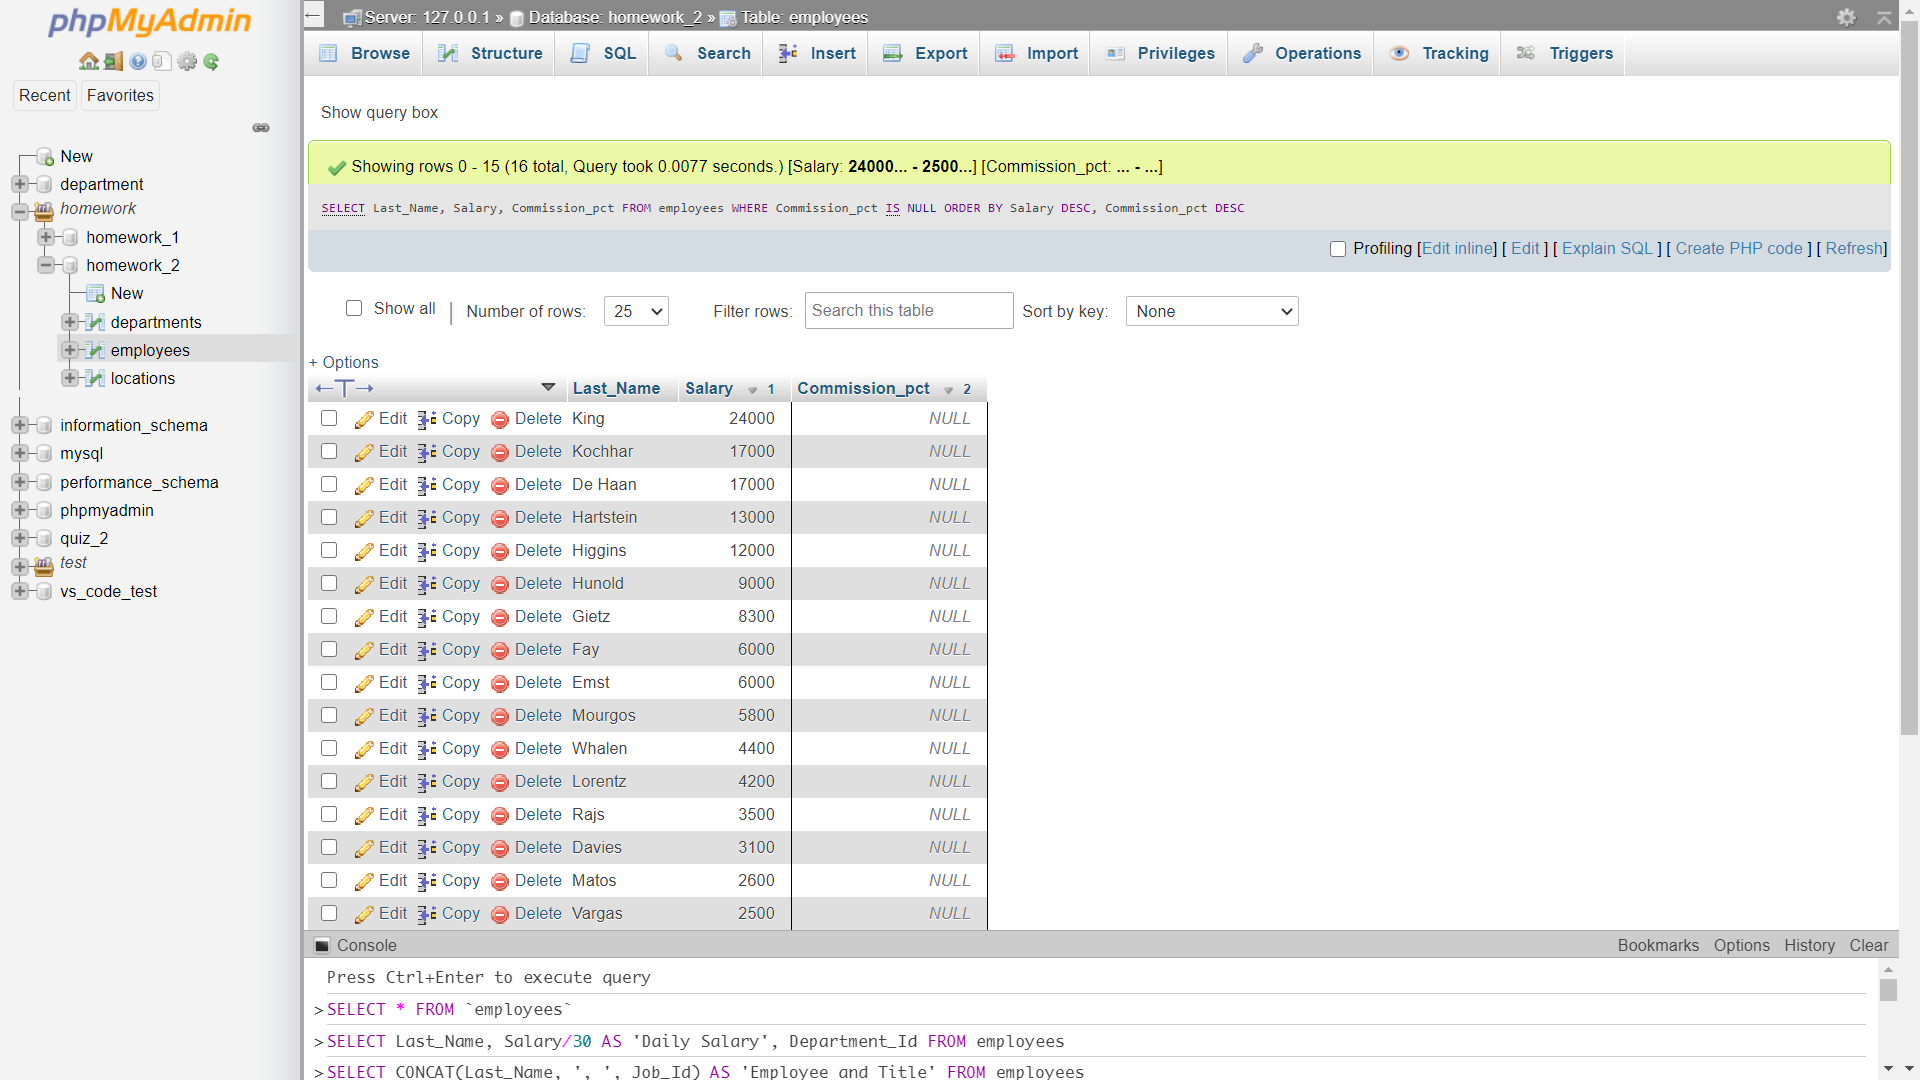 phpMyAdmin
Recent Favorites
New
department
homework
homework_1
homework_2
New
departments
employees
locations
information_schema
mysql
performance_schema
phpmyadmin
quiz_2
test
vs_code_test
Server: 127.0.0.1 » Database: homework_2 » Table: employees
Browse Structure SQL Search Insert Export Import Privileges Operations Tracking Triggers
Show query box
Showing rows 0 - 15 (16 total, Query took 0.0077 seconds.) [Salary: 24000... - 2500...] [Commission_pct: ... - ...]
SELECT Last_Name, Salary, Commission_pct FROM employees WHERE Commission_pct IS NULL ORDER BY Salary DESC, Commission_pct DESC
Profiling [Edit inline] [ Edit ] [ Explain SQL ] [ Create PHP code ] [ Refresh]
Show all | Number of rows: 25 Filter rows: Search this table Sort by key: None
+ Options
←T→ Last_Name Salary 1 Commission_pct 2
Edit Copy Delete King 24000 NULL
Edit Copy Delete Kochhar 17000 NULL
Edit Copy Delete De Haan 17000 NULL
Edit Copy Delete Hartstein 13000 NULL
Edit Copy Delete Higgins 12000 NULL
Edit Copy Delete Hunold 9000 NULL
Edit Copy Delete Gietz 8300 NULL
Edit Copy Delete Fay 6000 NULL
Edit Copy Delete Ernst 6000 NULL
Edit Copy Delete Mourgos 5800 NULL
Edit Copy Delete Whalen 4400 NULL
Edit Copy Delete Lorentz 4200 NULL
Edit Copy Delete Rajs 3500 NULL
Edit Copy Delete Davies 3100 NULL
Edit Copy Delete Matos 2600 NULL
Edit Copy Delete Vargas 2500 NULL
Console Bookmarks Options History Clear
Press Ctrl+Enter to execute query
>SELECT * FROM `employees`
>SELECT Last_Name, Salary/30 AS 'Daily Salary', Department_Id FROM employees
>SELECT CONCAT(Last_Name, ', ', Job_Id) AS 'Employee and Title' FROM employees